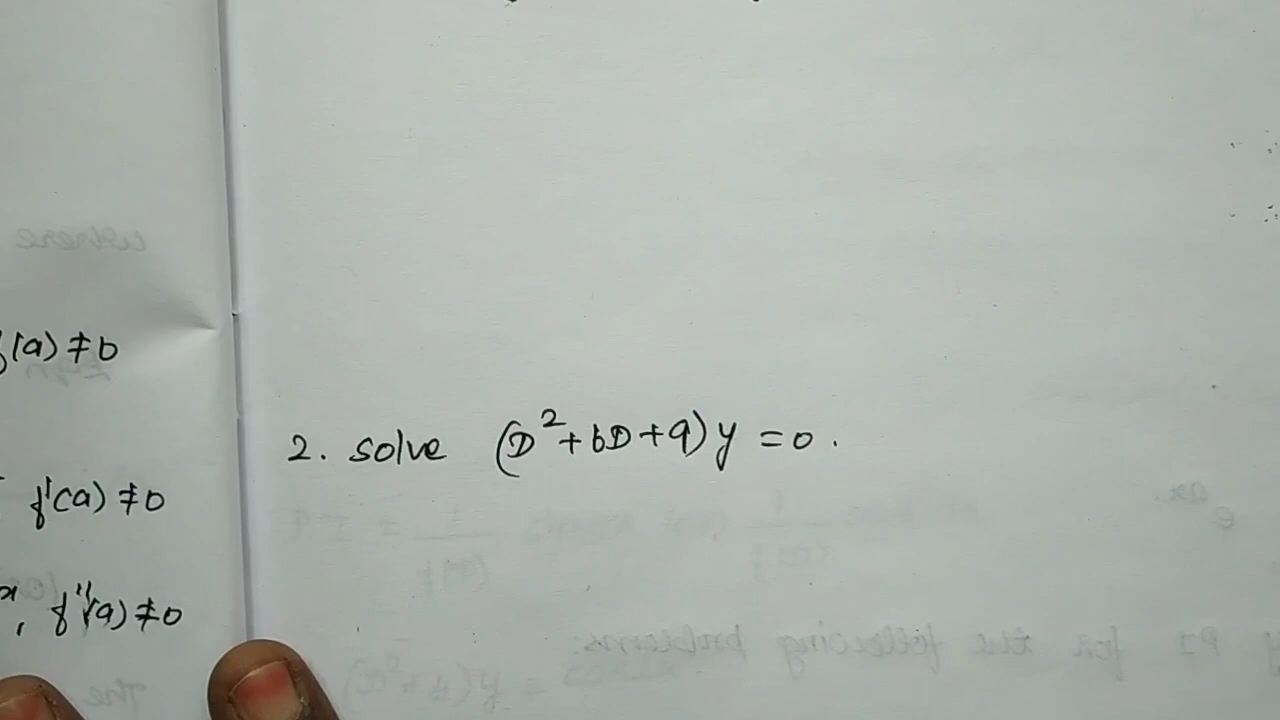 f(a) ≠ 0
2. solve (D²+6D+9)y = 0.
f'(a) ≠ 0
, f''(a) ≠ 0